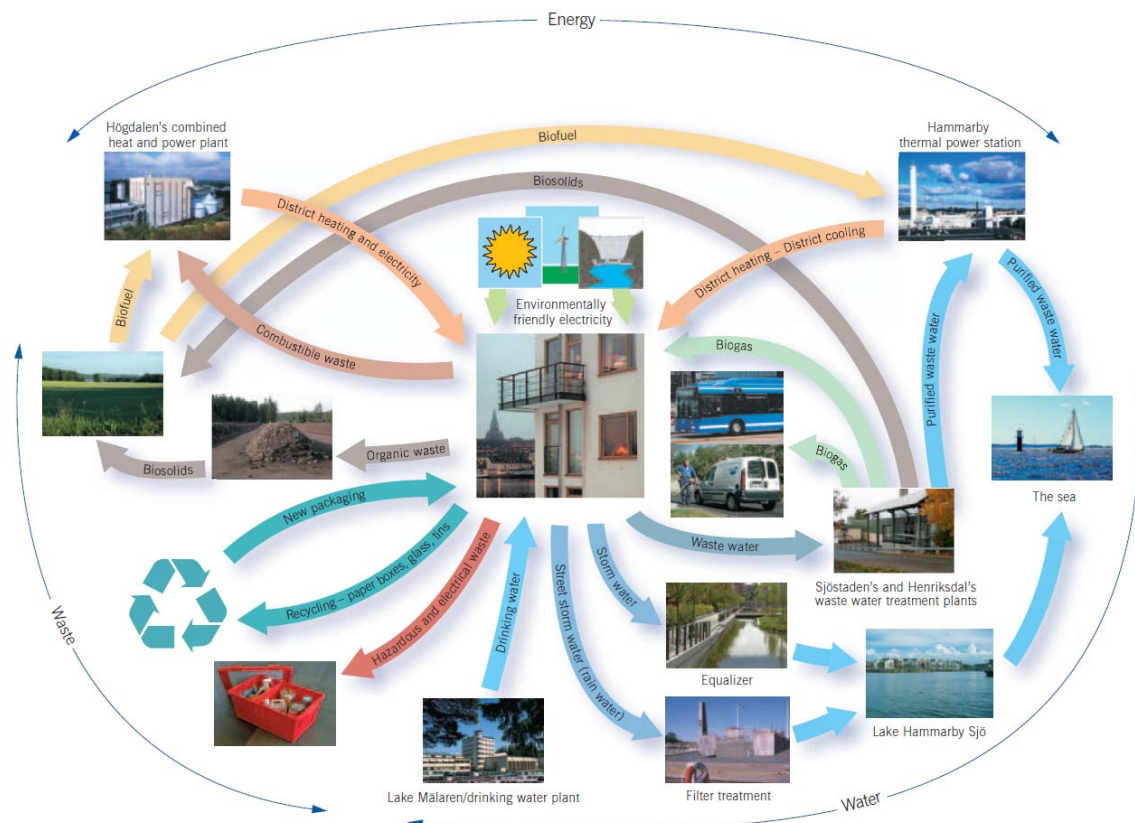 Energy
Högdalen's combined
heat and power plant
Hammarby
thermal power station
Biofuel
Biosolids
District heating and electricity
District heating – District cooling
Environmentally
friendly electricity
Biofuel
Combustible waste
Biogas
Purified waste water
Purified waste water
Biogas
Organic waste
Biosolids
The sea
New packaging
Waste water
Sjöstaden's and Henriksdal's
waste water treatment plants
Recycling – paper boxes, glass, tins
Hazardous and electrical waste
Drinking water
Street storm water (rain water)
Storm water
Waste
Equalizer
Lake Hammarby Sjö
Lake Mälaren/drinking water plant
Filter treatment
Water